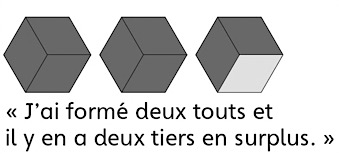 « J’ai formé deux touts et
il y en a deux tiers en surplus. »